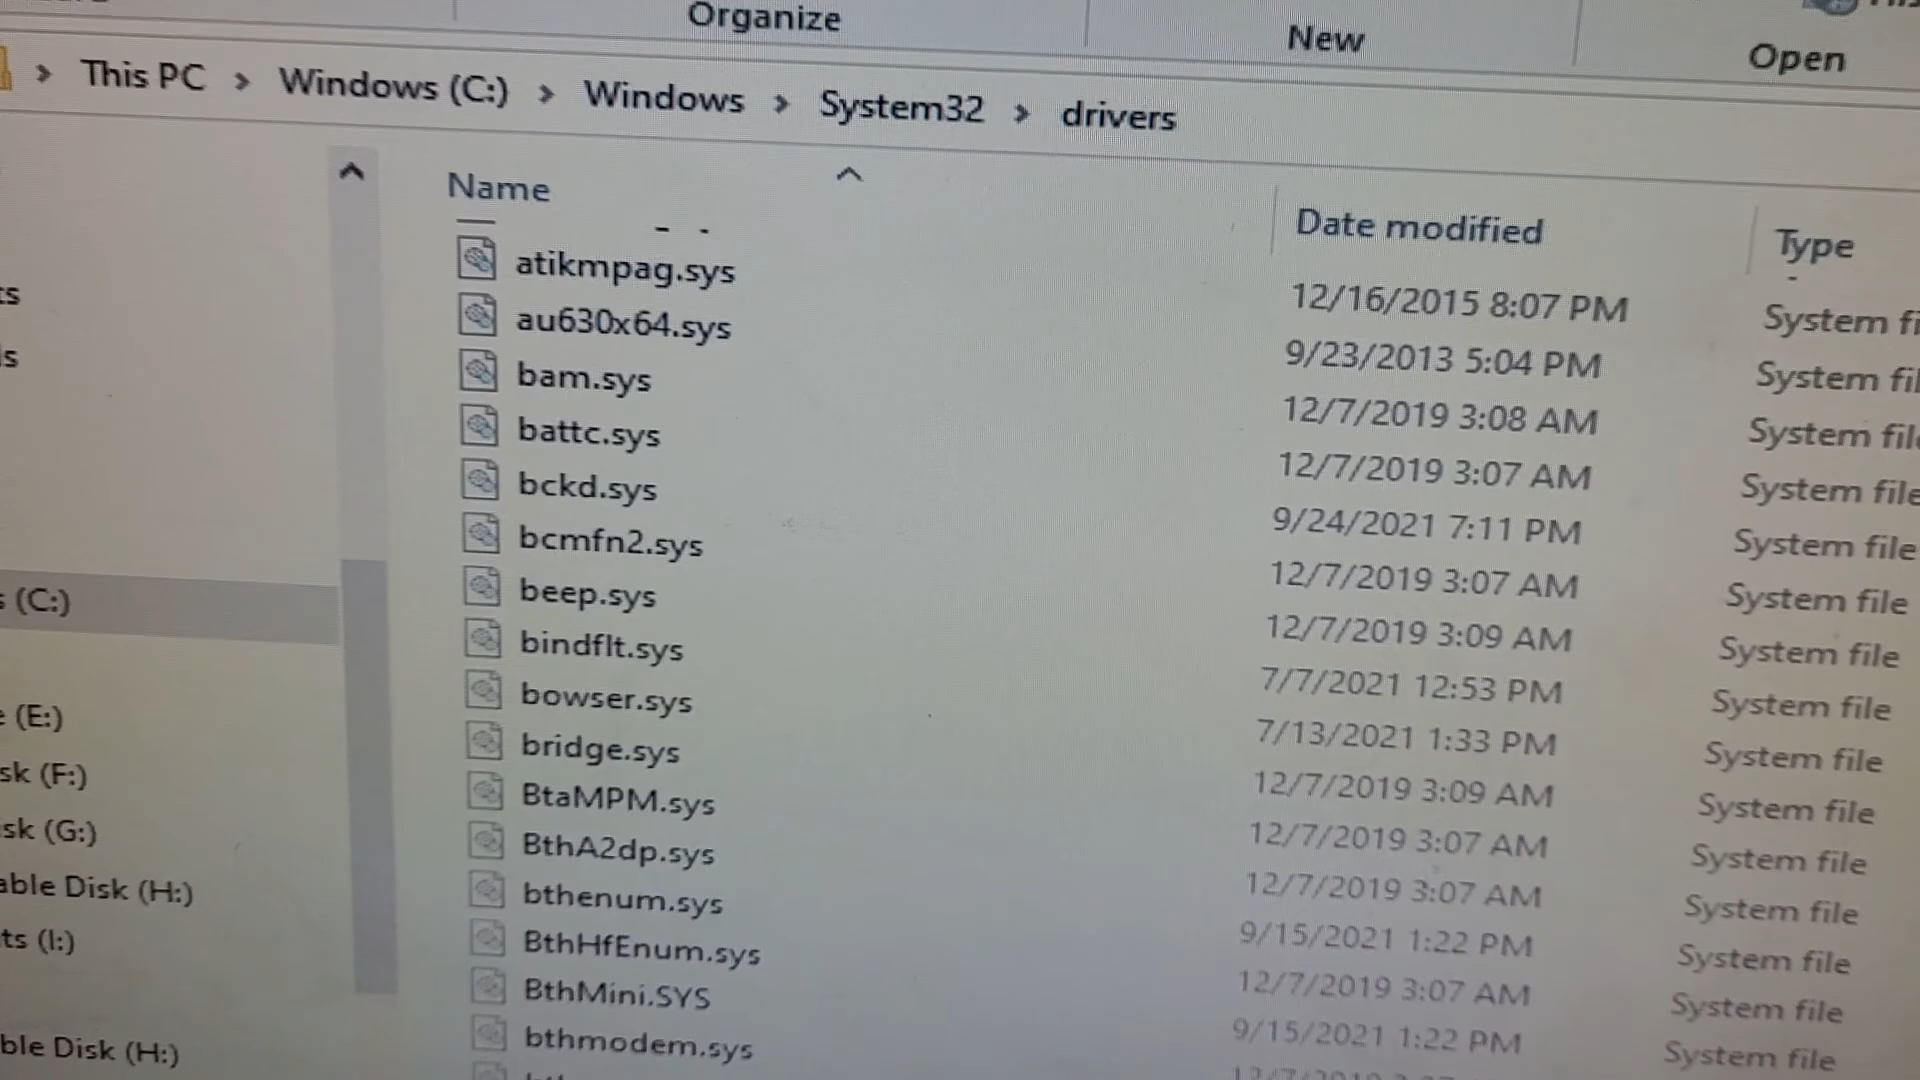 Organize
New
Open
This PC > Windows (C:) > Windows > System32 > drivers
Name
Date modified
Type
atikmpag.sys 12/16/2015 8:07 PM System fi
au630x64.sys 9/23/2013 5:04 PM System fil
bam.sys 12/7/2019 3:08 AM System file
battc.sys 12/7/2019 3:07 AM System file
bckd.sys 9/24/2021 7:11 PM System file
bcmfn2.sys 12/7/2019 3:07 AM System file
beep.sys 12/7/2019 3:09 AM System file
bindflt.sys 7/7/2021 12:53 PM System file
bowser.sys 7/13/2021 1:33 PM System file
bridge.sys 12/7/2019 3:09 AM System file
BtaMPM.sys 12/7/2019 3:07 AM System file
BthA2dp.sys 12/7/2019 3:07 AM System file
bthenum.sys 9/15/2021 1:22 PM System file
BthHfEnum.sys 12/7/2019 3:07 AM System file
BthMini.SYS 9/15/2021 1:22 PM System file
bthmodem.sys
ts
ls
s (C:)
e (E:)
sk (F:)
sk (G:)
able Disk (H:)
ts (I:)
ble Disk (H:)